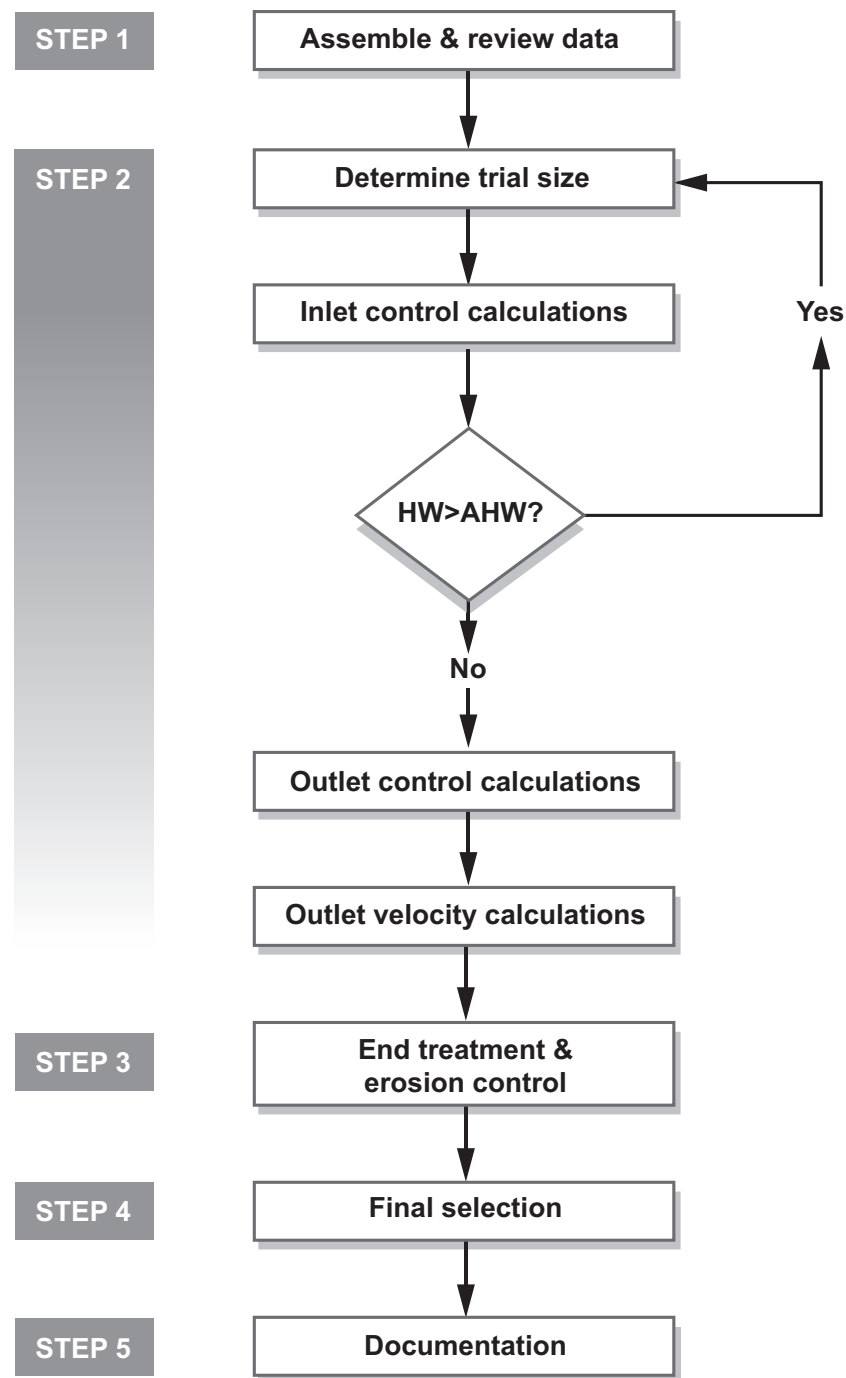 STEP 1
Assemble & review data
STEP 2
Determine trial size
Inlet control calculations
Yes
HW>AHW?
No
Outlet control calculations
Outlet velocity calculations
STEP 3
End treatment &
erosion control
STEP 4
Final selection
STEP 5
Documentation